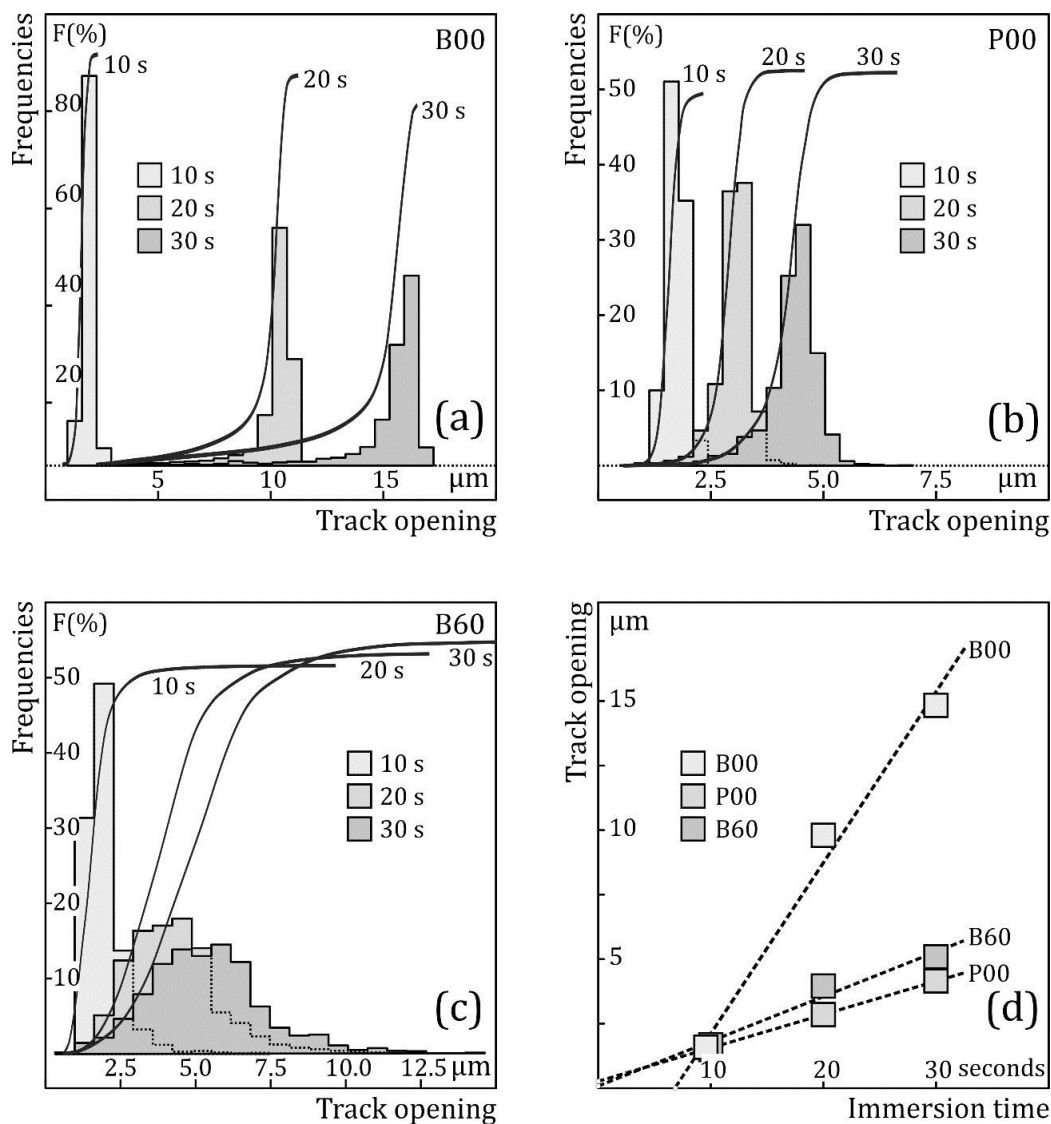 Frequencies
F(%)
B00
10 s
20 s
30 s
80
60
40
20
10 s
20 s
30 s
(a)
5
10
15
μm
Track opening
Frequencies
F(%)
P00
10 s
20 s
30 s
50
40
30
20
10
10 s
20 s
30 s
(b)
2.5
5.0
7.5
μm
Track opening
Frequencies
F(%)
B60
10 s
20 s
30 s
50
40
30
20
10
10 s
20 s
30 s
(c)
2.5
5.0
7.5
10.0
12.5
μm
Track opening
Track opening
μm
B00
15
10
5
B00
P00
B60
B60
P00
(d)
10
20
30 seconds
Immersion time